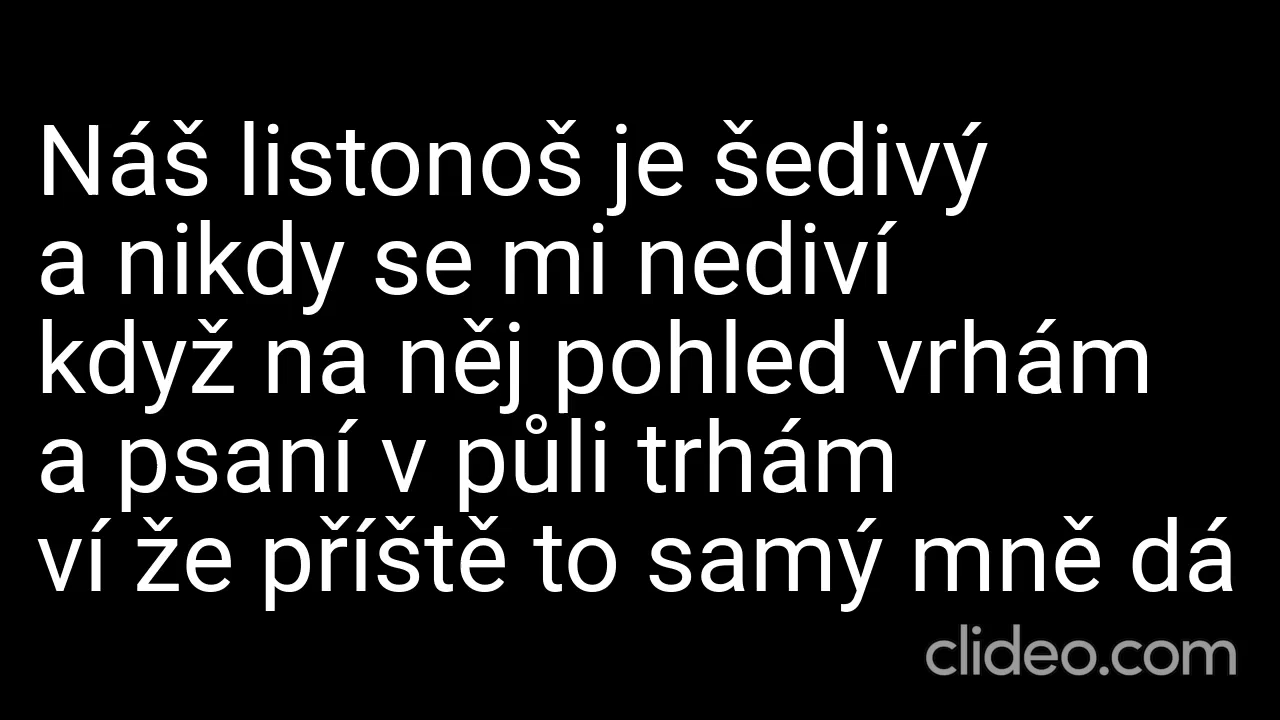 Náš listonoš je šedivý
a nikdy se mi nediví
když na něj pohled vrhám
a psaní v půli trhám
ví že příště to samý mně dá
clideo.com